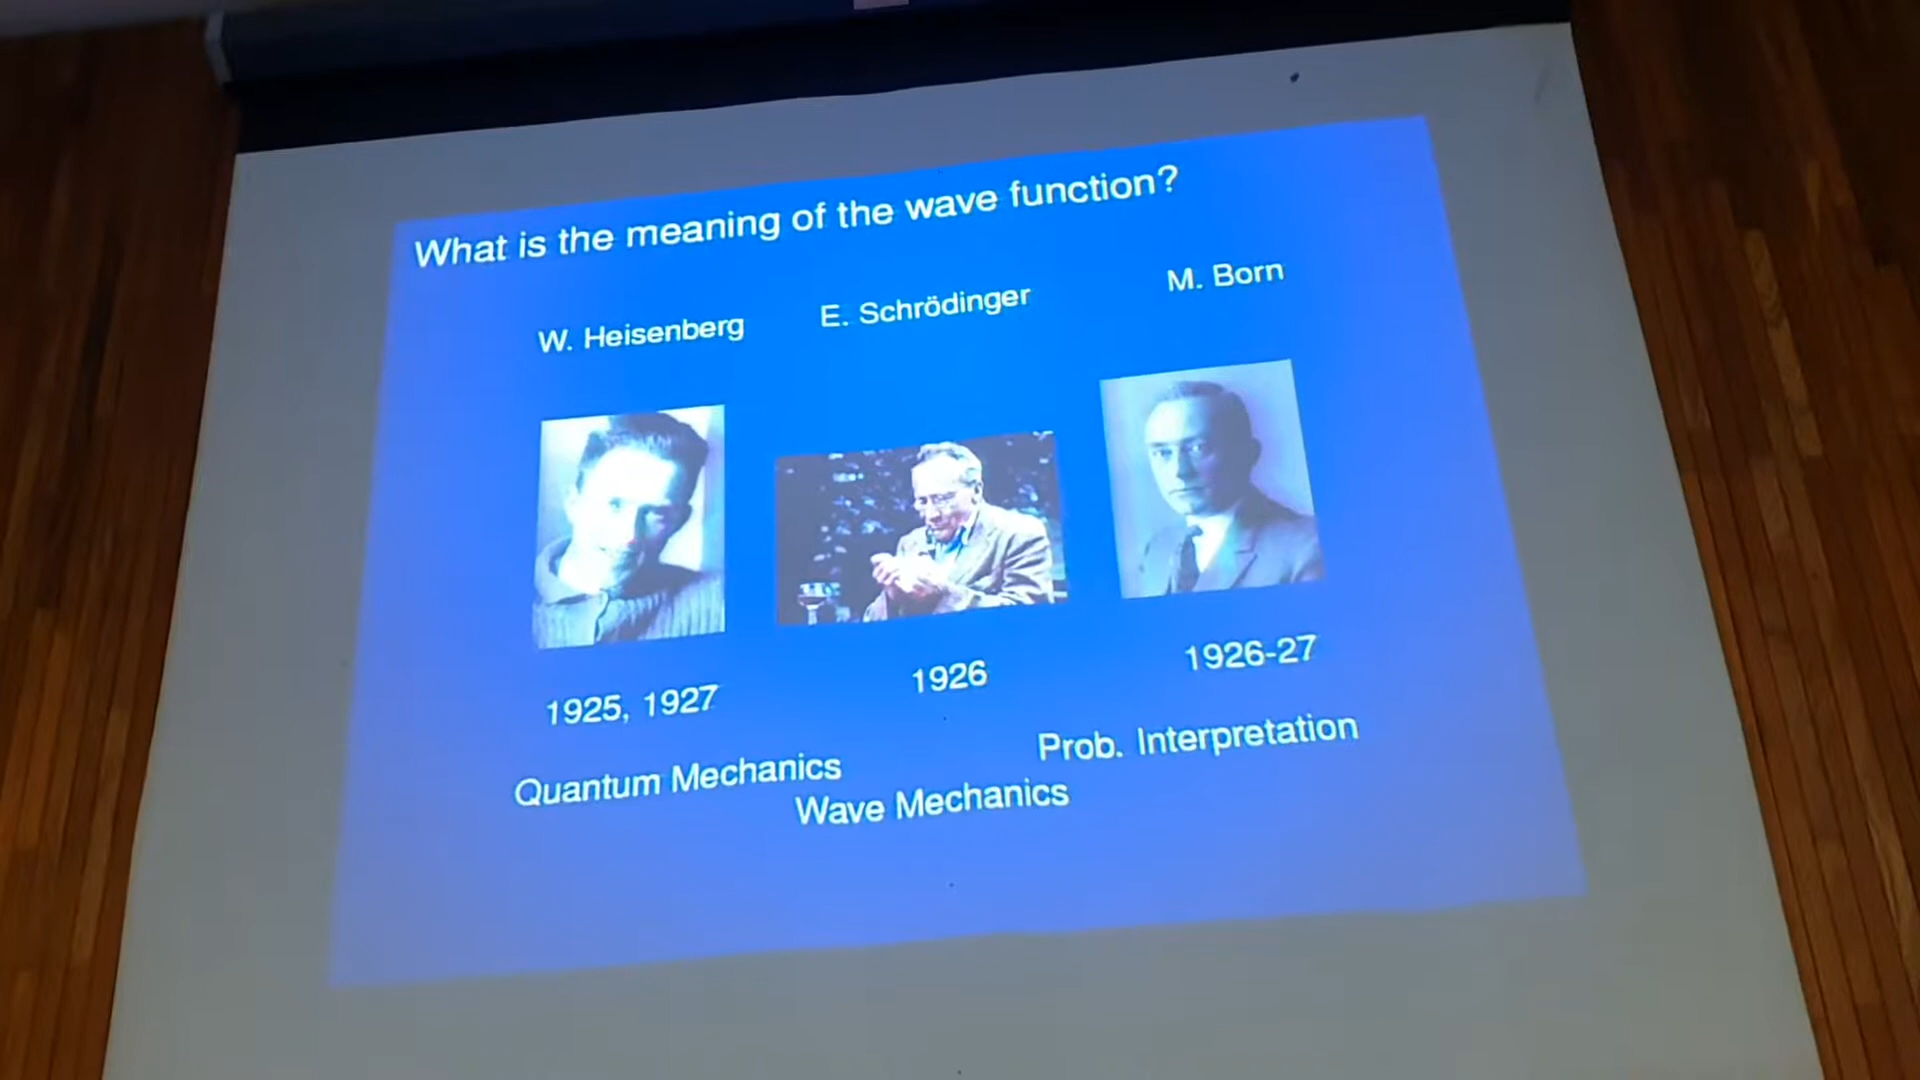 What is the meaning of the wave function?
W. Heisenberg
E. Schrödinger
M. Born
1925, 1927
1926
1926-27
Quantum Mechanics
Wave Mechanics
Prob. Interpretation